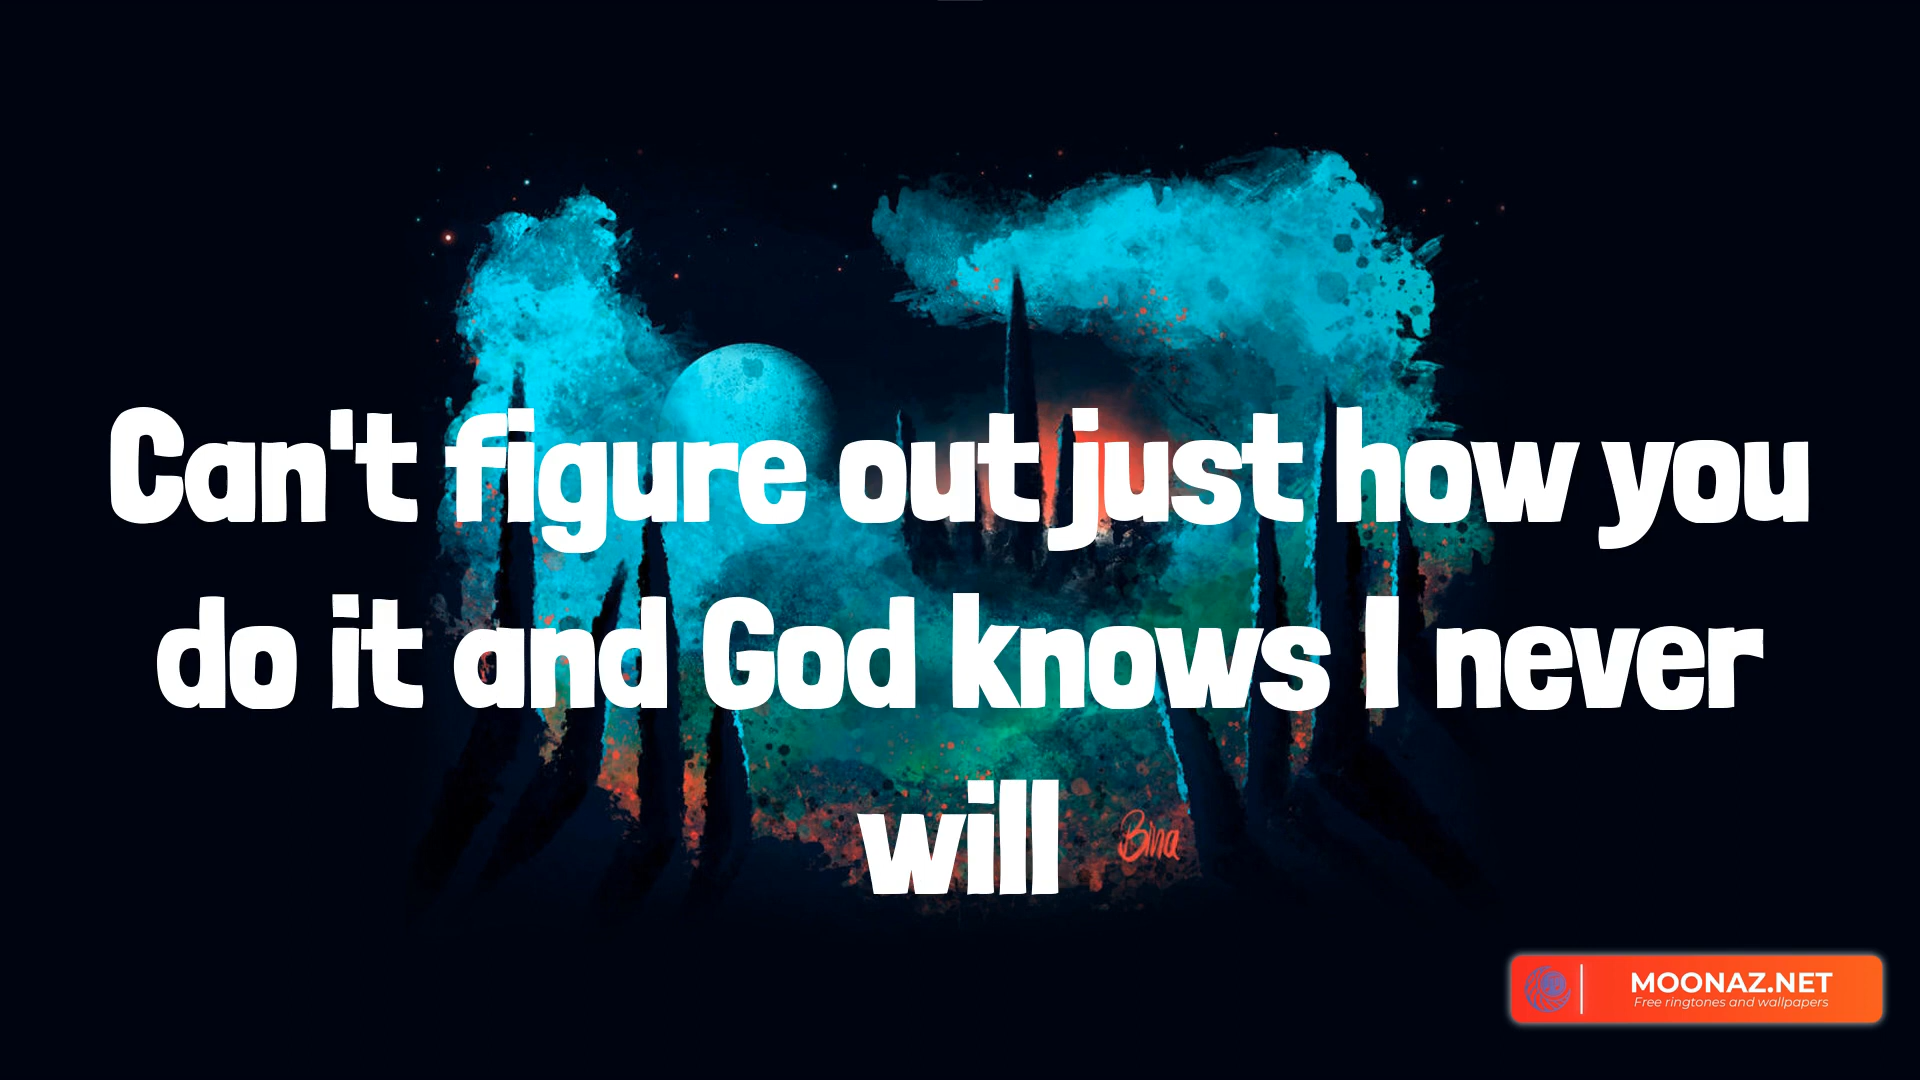 Can't figure out just how you
do it and God knows I never
will
Bina
MOONAZ.NET
Free ringtones and wallpapers